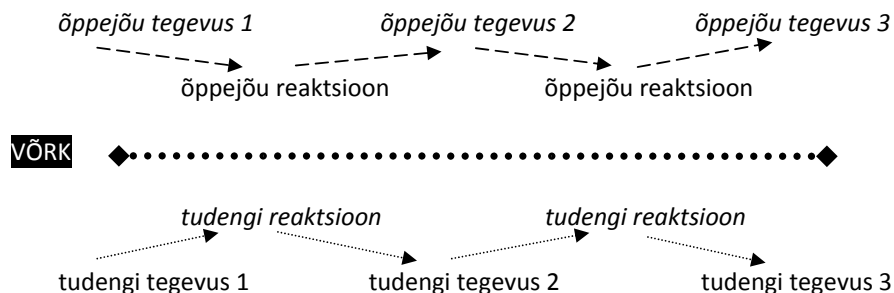 õppejõu tegevus 1 õppejõu tegevus 2 õppejõu tegevus 3
õppejõu reaktsioon õppejõu reaktsioon
VÕRK
tudengi reaktsioon tudengi reaktsioon
tudengi tegevus 1 tudengi tegevus 2 tudengi tegevus 3